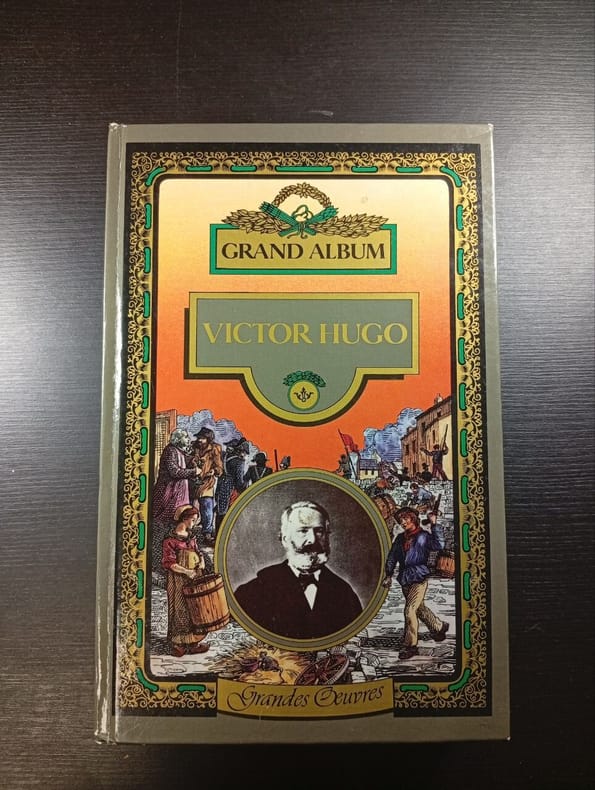 GRAND ALBUM
VICTOR HUGO
Grandes Œuvres